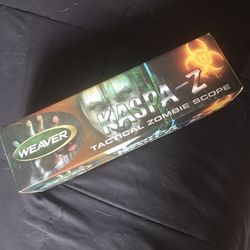 WEAVER
KASPA-Z
TACTICAL ZOMBIE SCOPE